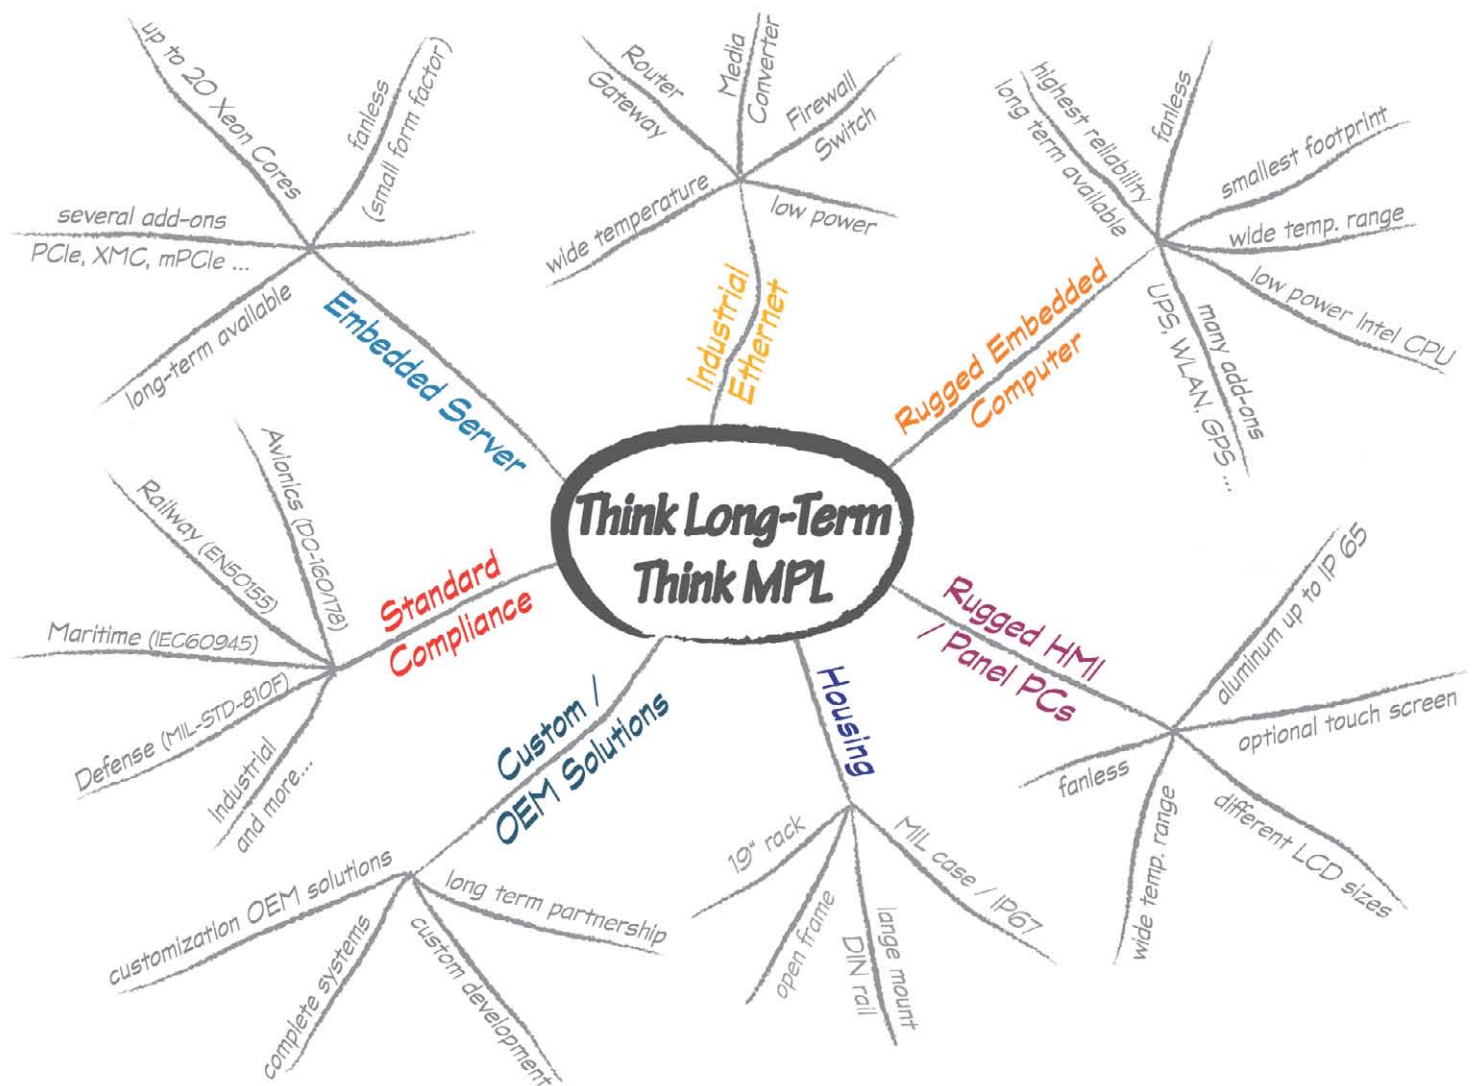 Think Long-Term
Think MPL
Embedded Server
up to 20 Xeon Cores
fanless
(small form factor)
several add-ons
PCIe, XMC, mPCIe ...
long-term available
Industrial
Ethernet
Router
Gateway
Media
Converter
Firewall
Switch
wide temperature
low power
Rugged Embedded
Computer
highest reliability
long term available
fanless
smallest footprint
wide temp. range
low power Intel CPU
many add-ons
UPS, WLAN, GPS ...
Rugged HMI
/ Panel PCs
aluminum up to IP 65
optional touch screen
fanless
different LCD sizes
wide temp. range
Housing
19" rack
open frame
lange mount
DIN rail
MIL case / IP67
Custom /
OEM Solutions
customization OEM solutions
long term partnership
complete systems
custom development
Standard
Compliance
Avionics (DO-160/178)
Railway (EN50155)
Maritime (IEC60945)
Defense (MIL-STD-810F)
Industrial
and more...